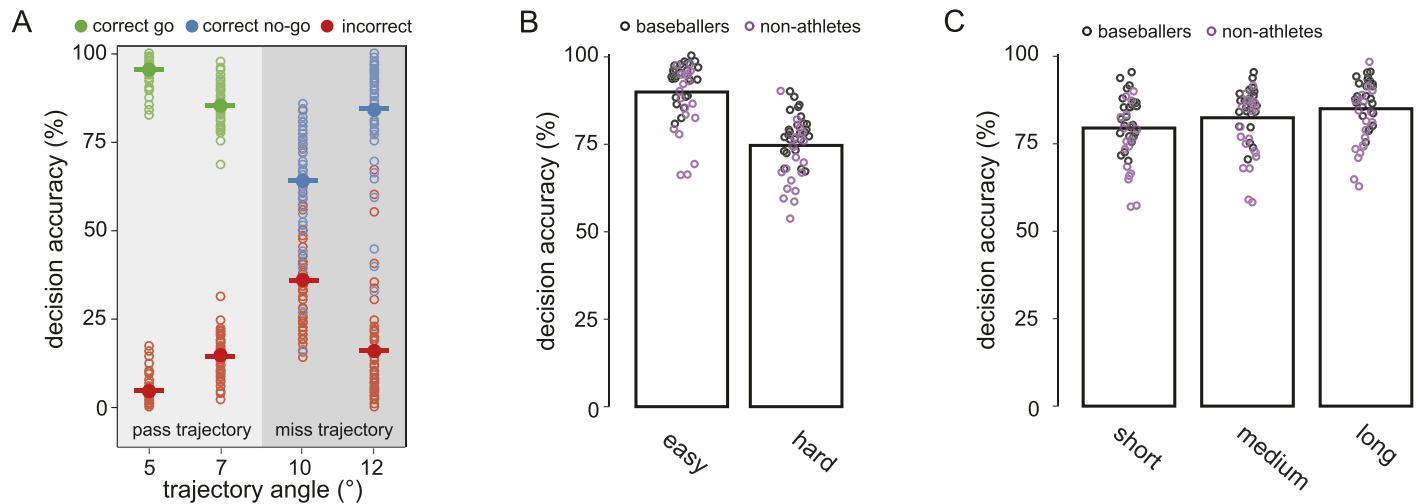 A
correct go correct no-go incorrect
decision accuracy (%)
100
75
50
25
0
pass trajectory miss trajectory
5 7 10 12
trajectory angle (°)
B
baseballers non-athletes
decision accuracy (%)
100
75
50
25
0
easy hard
C
baseballers non-athletes
decision accuracy (%)
100
75
50
25
0
short medium long